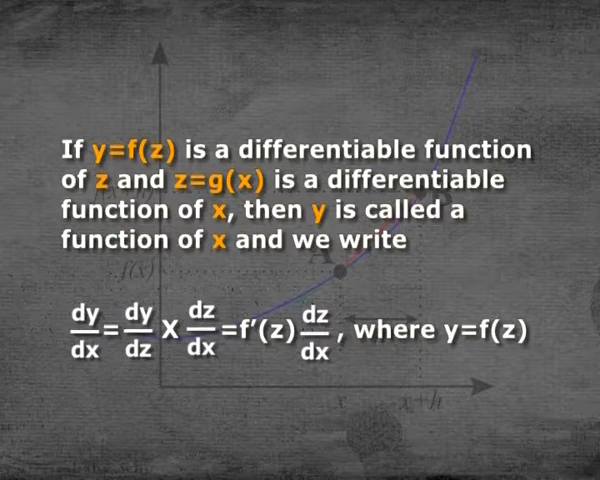 If y=f(z) is a differentiable function
of z and z=g(x) is a differentiable
function of x, then y is called a
function of x and we write
dy/dx = dy/dz X dz/dx =f'(z) dz/dx , where y=f(z)
f(x)
A
x x+h